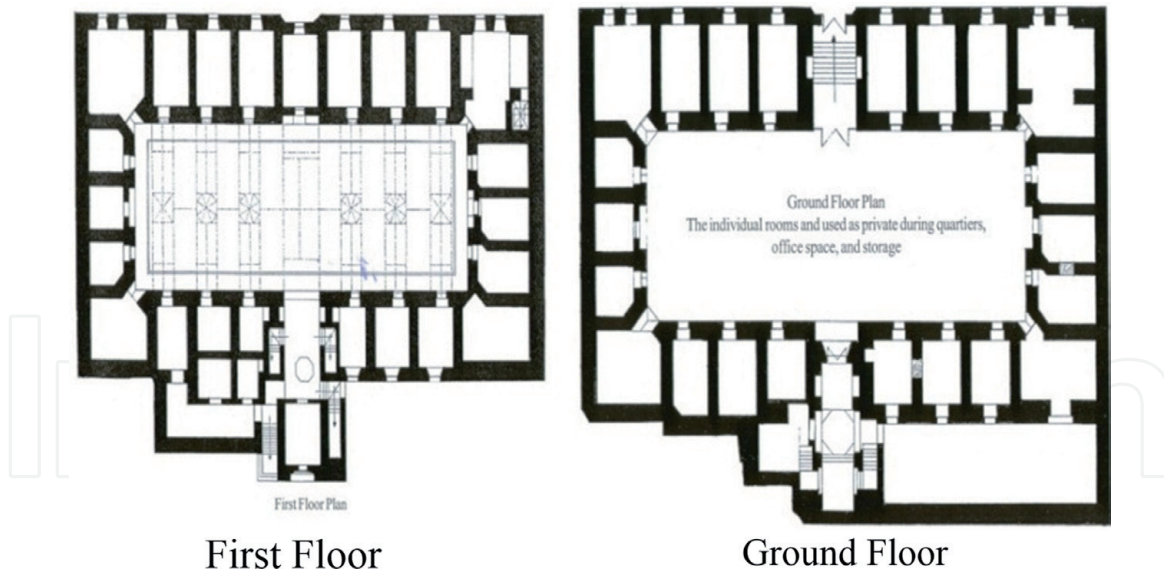 Ground Floor Plan
The individual rooms and used as private during quartiers,
office space, and storage
First Floor Plan
First Floor
Ground Floor